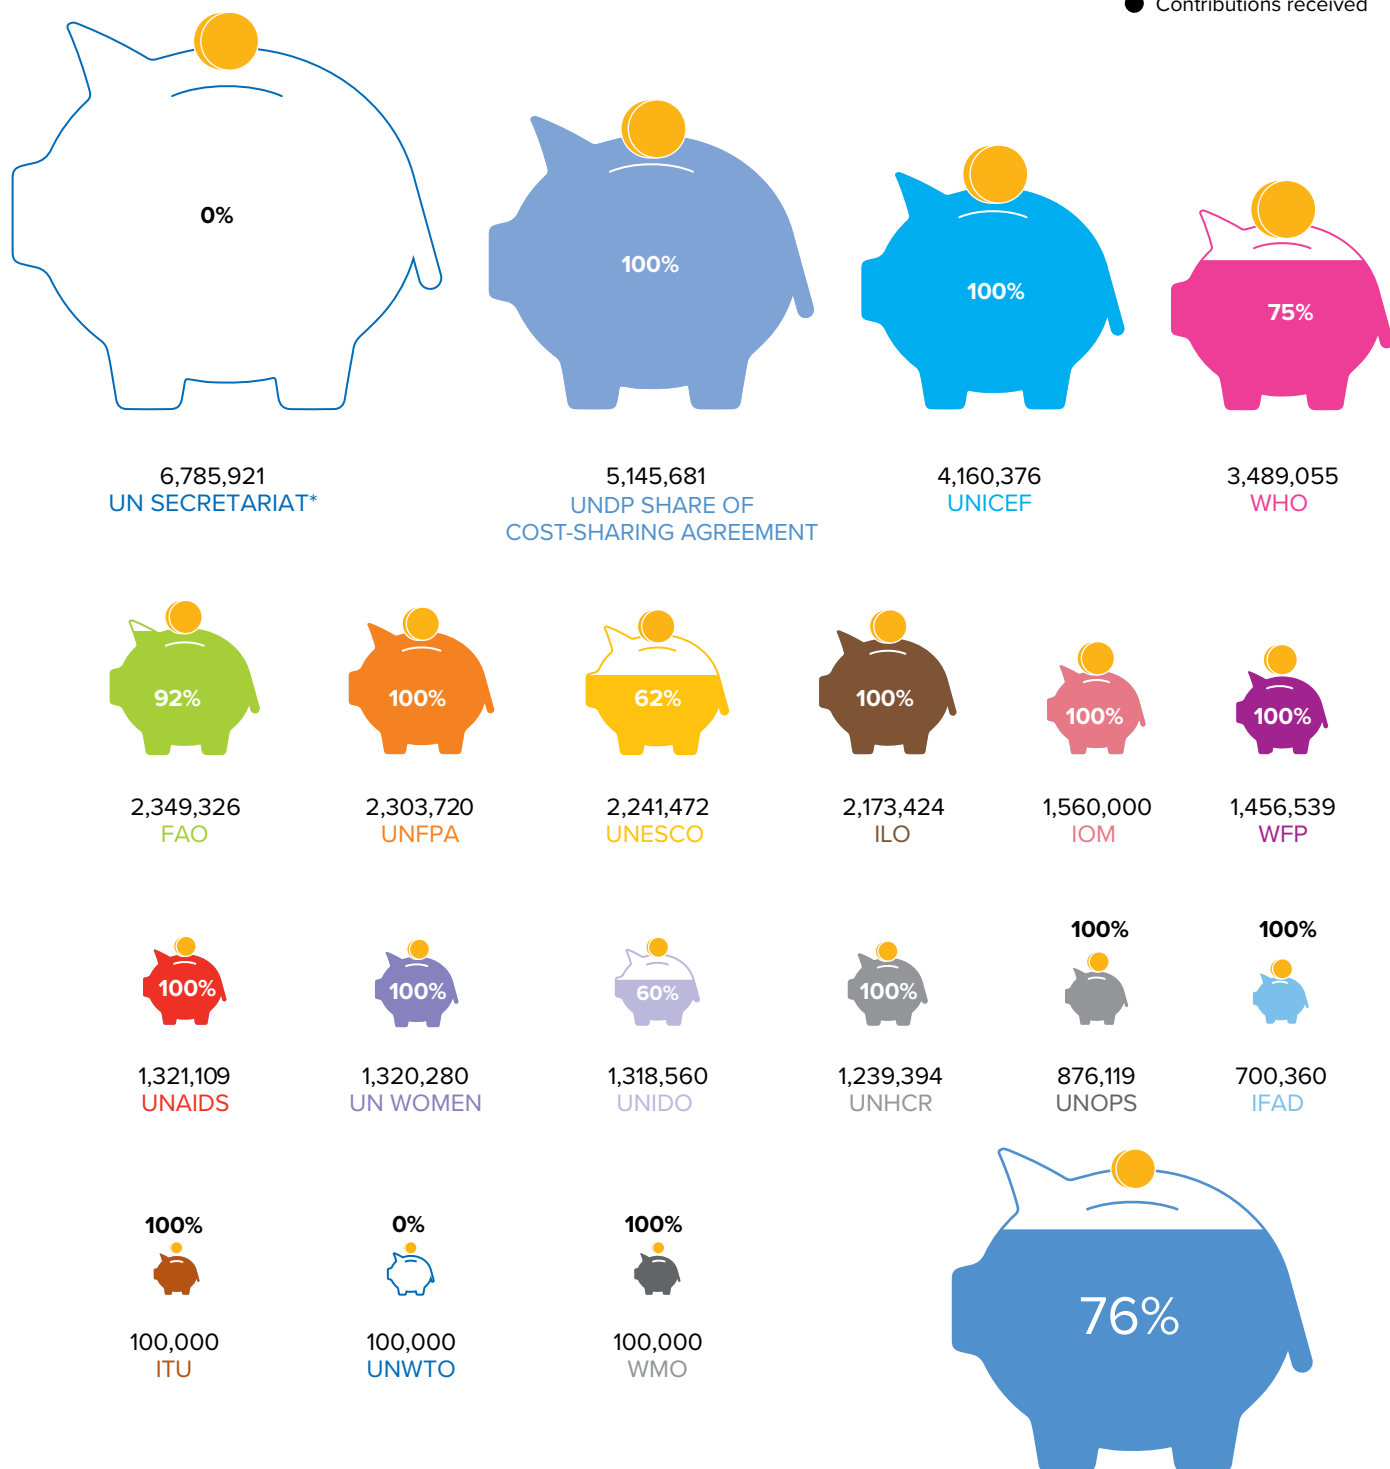 Contributions received
0%
100%
100%
75%
6,785,921
UN SECRETARIAT*
5,145,681
UNDP SHARE OF
COST-SHARING AGREEMENT
4,160,376
UNICEF
3,489,055
WHO
92%
100%
62%
100%
100%
100%
2,349,326
FAO
2,303,720
UNFPA
2,241,472
UNESCO
2,173,424
ILO
1,560,000
IOM
1,456,539
WFP
100%
100%
60%
100%
100%
100%
1,321,109
UNAIDS
1,320,280
UN WOMEN
1,318,560
UNIDO
1,239,394
UNHCR
876,119
UNOPS
700,360
IFAD
100%
0%
100%
100,000
ITU
100,000
UNWTO
100,000
WMO
76%